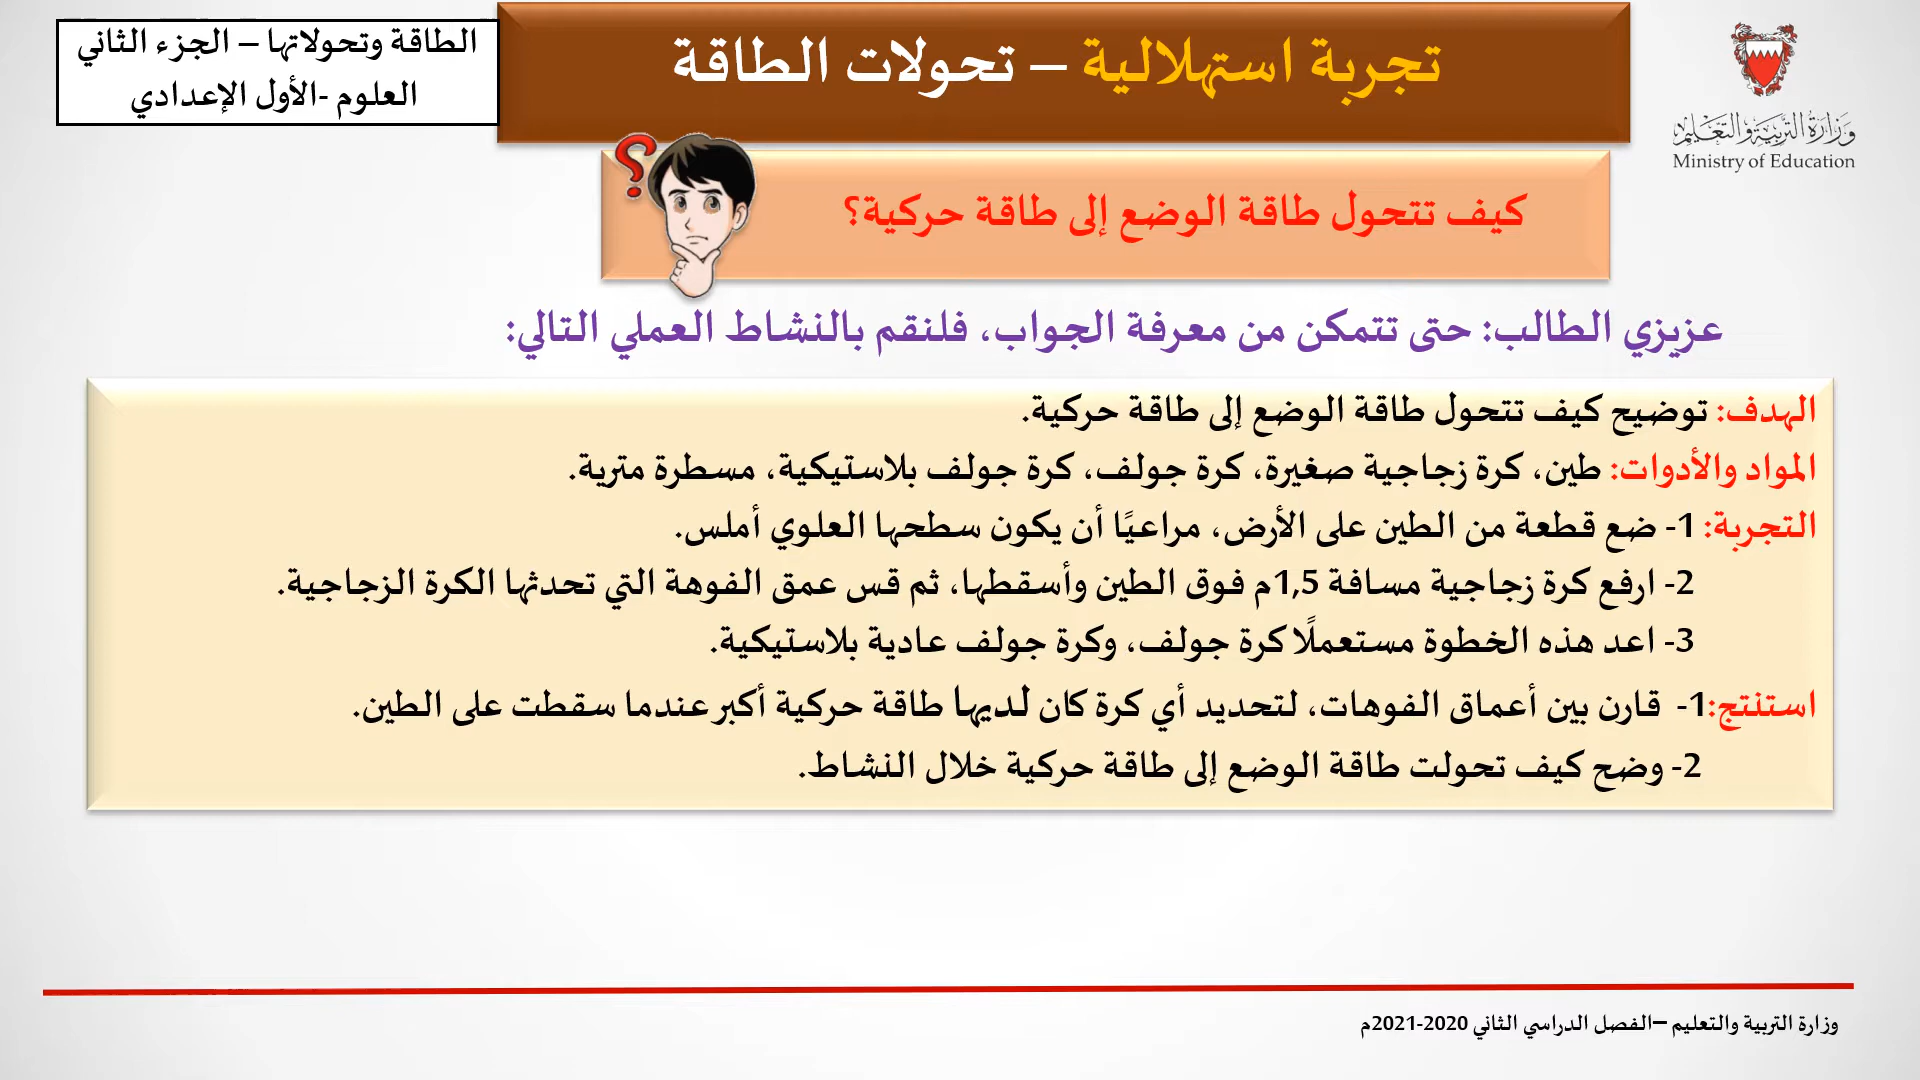 الطاقة وتحولاتها – الجزء الثاني
العلوم -الأول الإعدادي
تجربة استهلالية – تحولات الطاقة
وزارة التربية والتعليم
Ministry of Education
كيف تتحول طاقة الوضع إلى طاقة حركية؟
عزيزي الطالب: حتى تتمكن من معرفة الجواب، فلنقم بالنشاط العملي التالي:
الهدف: توضيح كيف تتحول طاقة الوضع إلى طاقة حركية.
المواد والأدوات: طين، كرة زجاجية صغيرة، كرة جولف، كرة جولف بلاستيكية، مسطرة مترية.
التجربة: 1- ضع قطعة من الطين على الأرض، مراعيًا أن يكون سطحها العلوي أملس.
2- ارفع كرة زجاجية مسافة 1,5م فوق الطين وأسقطها، ثم قس عمق الفوهة التي تحدثها الكرة الزجاجية.
3- اعد هذه الخطوة مستعملًا كرة جولف، وكرة جولف عادية بلاستيكية.
استنتج:1- قارن بين أعماق الفوهات، لتحديد أي كرة كان لديها طاقة حركية أكبر عندما سقطت على الطين.
2- وضح كيف تحولت طاقة الوضع إلى طاقة حركية خلال النشاط.
وزارة التربية والتعليم –الفصل الدراسي الثاني 2020-2021م